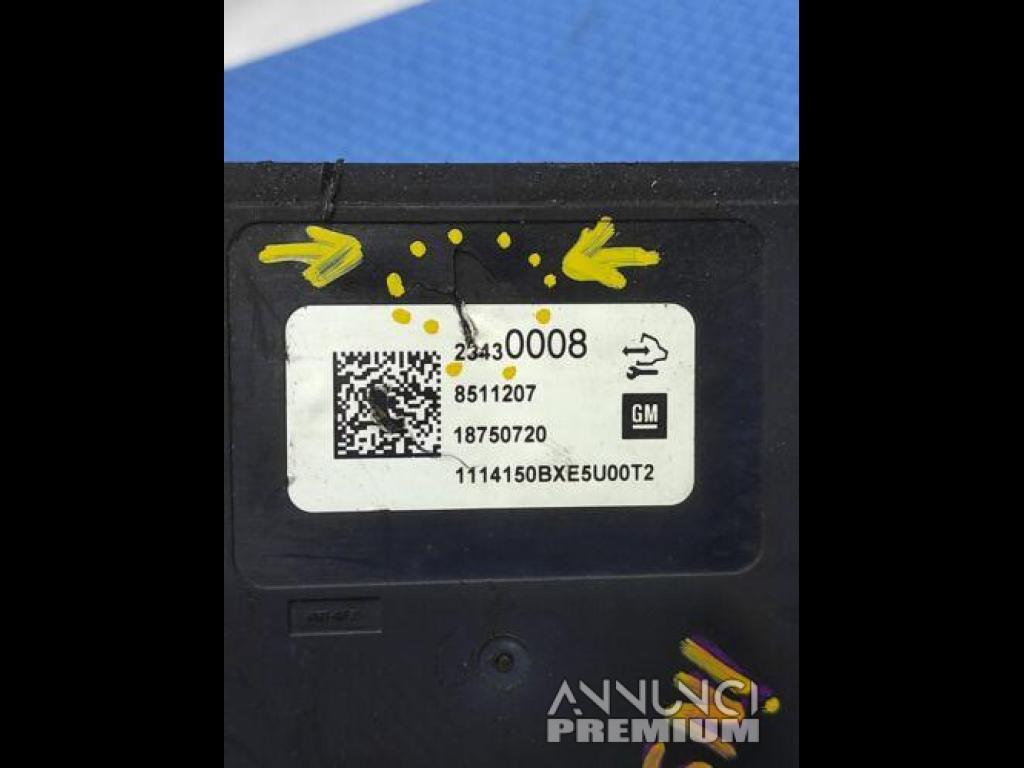 23430008
8511207
GM
18750720
1114150BXE5U00T2
ANNUNCI
PREMIUM